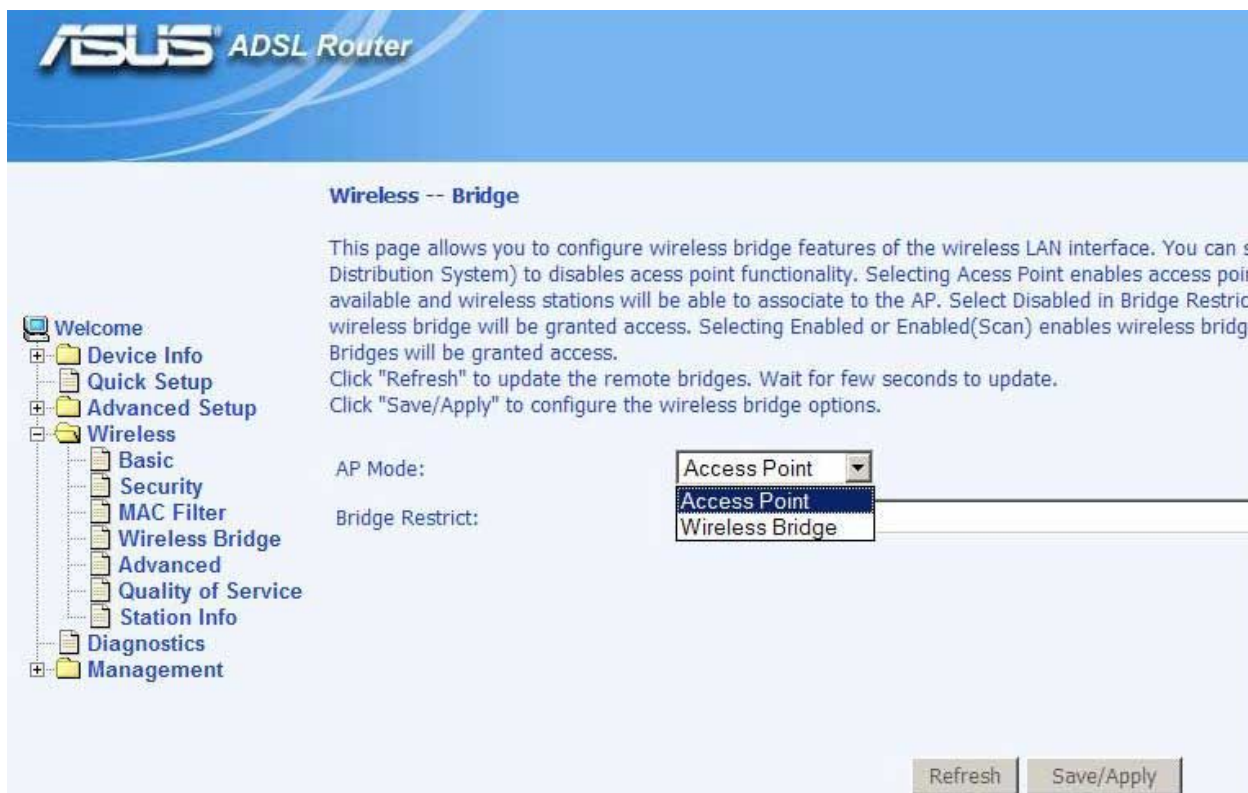 ASUS ADSL Router
Wireless -- Bridge
This page allows you to configure wireless bridge features of the wireless LAN interface. You can s
Distribution System) to disables acess point functionality. Selecting Acess Point enables access poi
available and wireless stations will be able to associate to the AP. Select Disabled in Bridge Restric
wireless bridge will be granted access. Selecting Enabled or Enabled(Scan) enables wireless bridg
Bridges will be granted access.
Click "Refresh" to update the remote bridges. Wait for few seconds to update.
Click "Save/Apply" to configure the wireless bridge options.
Welcome
Device Info
Quick Setup
Advanced Setup
Wireless
Basic
Security
MAC Filter
Wireless Bridge
Advanced
Quality of Service
Station Info
Diagnostics
Management
AP Mode: Access Point
Access Point
Wireless Bridge
Bridge Restrict:
Refresh Save/Apply